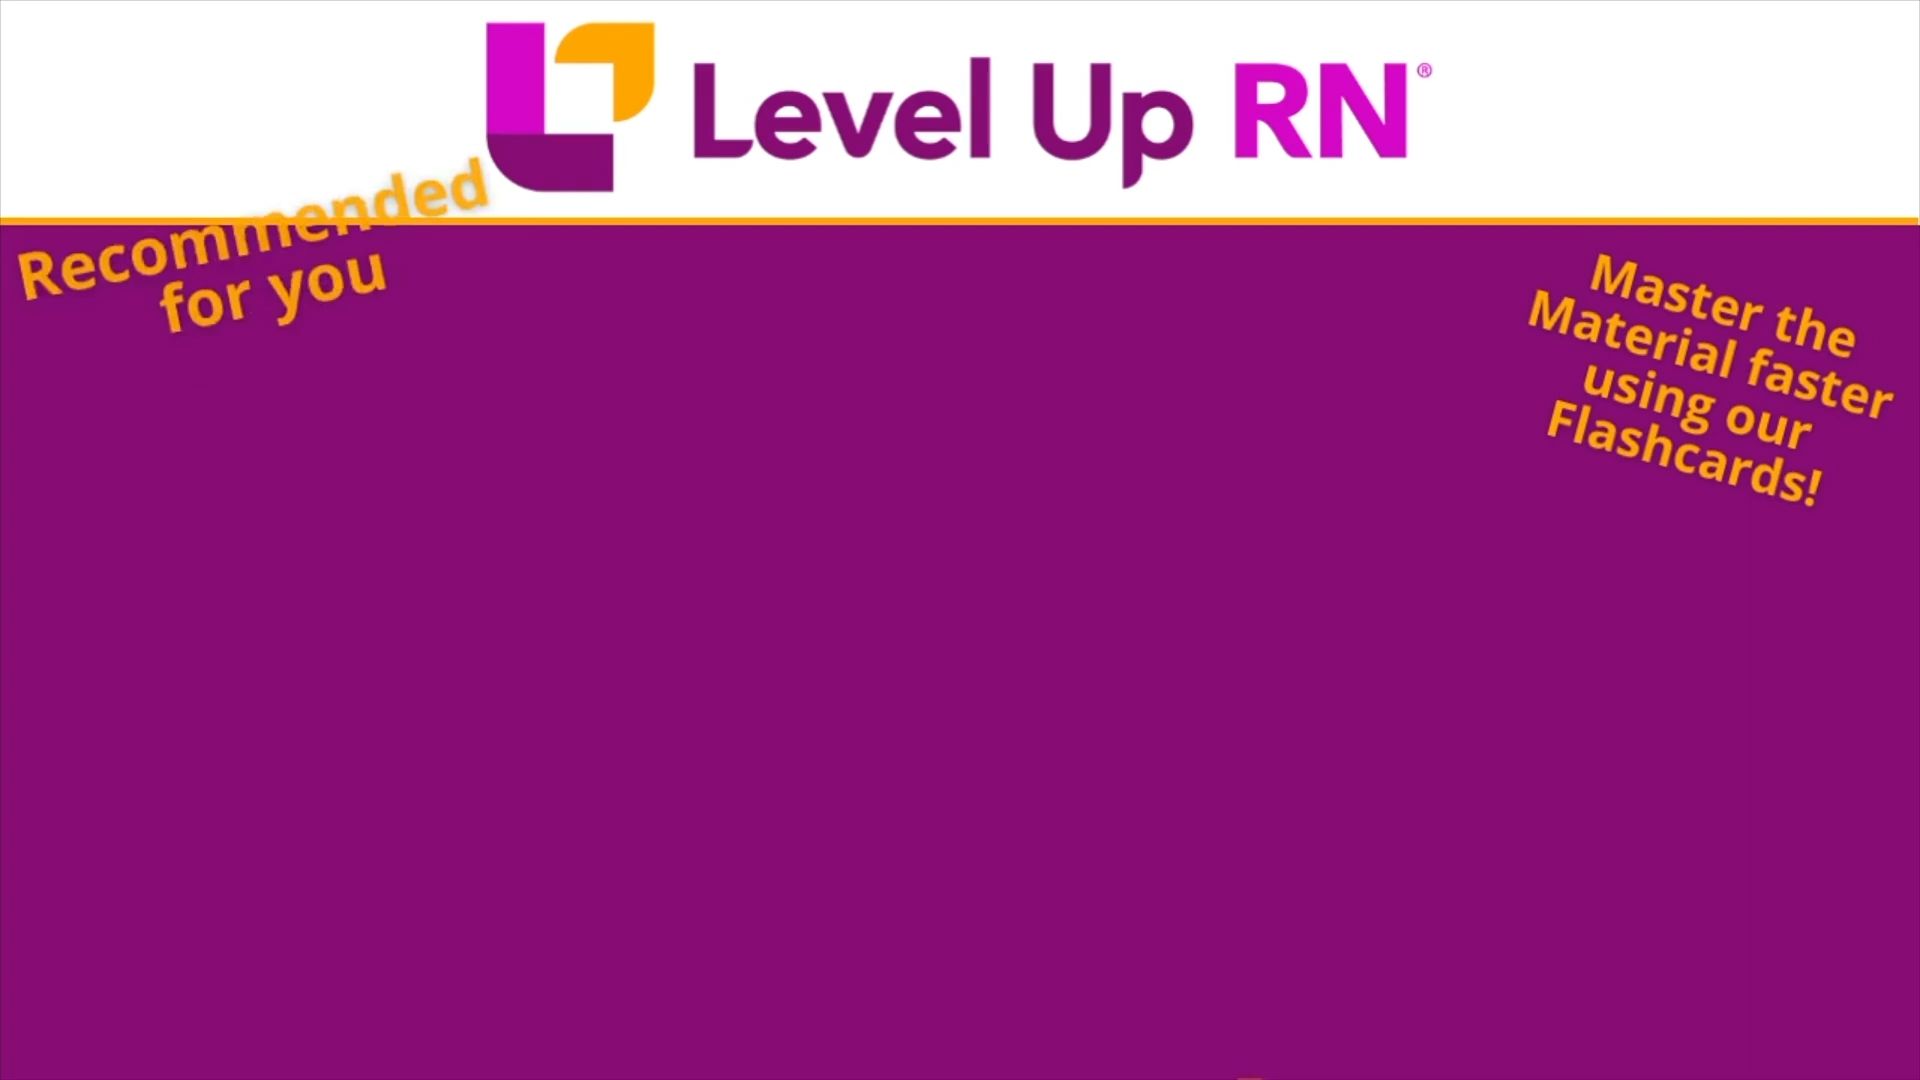 Level Up RN®
Recommended
for you
Master the
Material faster
using our
Flashcards!